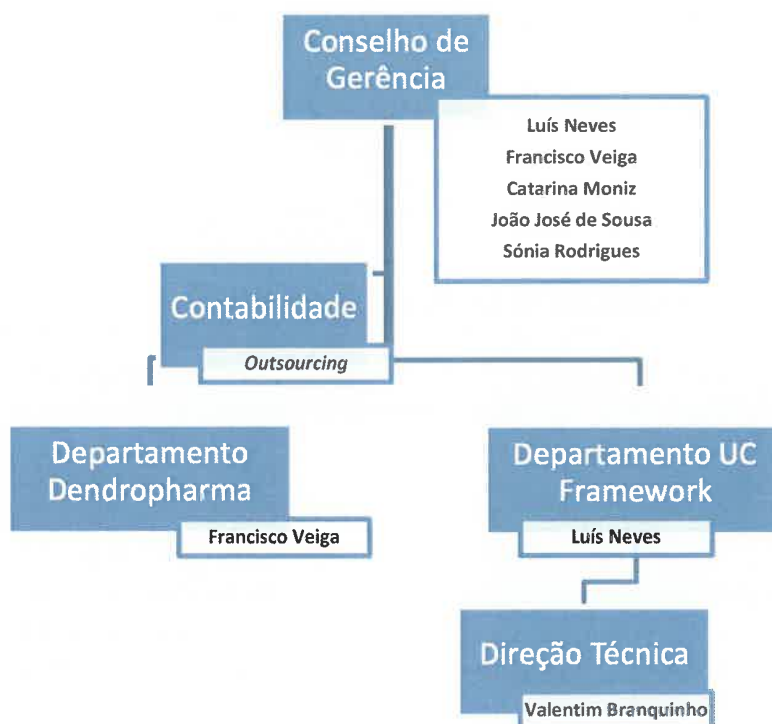 Conselho de
Gerência
Luís Neves
Francisco Veiga
Catarina Moniz
João José de Sousa
Sónia Rodrigues
Contabilidade
Outsourcing
Departamento
Dendropharma
Francisco Veiga
Departamento UC
Framework
Luís Neves
Direção Técnica
Valentim Branquinho